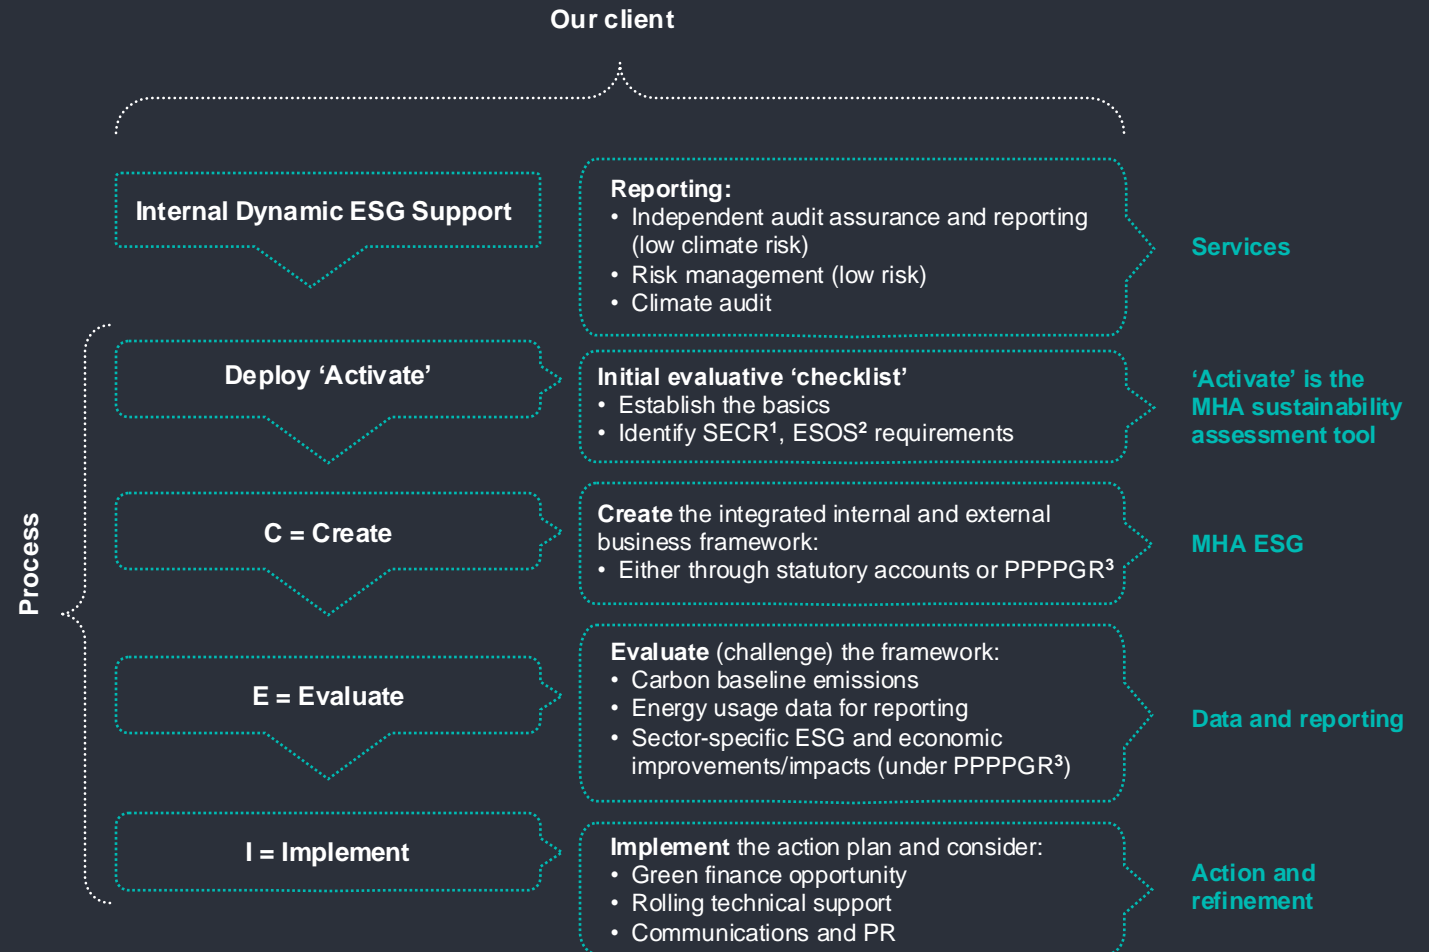 Our client
Internal Dynamic ESG Support
Reporting:
• Independent audit assurance and reporting
(low climate risk)
• Risk management (low risk)
• Climate audit
Services
Process
Deploy ‘Activate’
Initial evaluative ‘checklist’
• Establish the basics
• Identify SECR¹, ESOS² requirements
‘Activate’ is the
MHA sustainability
assessment tool
C = Create
Create the integrated internal and external
business framework:
• Either through statutory accounts or PPPPGR³
MHA ESG
E = Evaluate
Evaluate (challenge) the framework:
• Carbon baseline emissions
• Energy usage data for reporting
• Sector-specific ESG and economic
improvements/impacts (under PPPPGR³)
Data and reporting
I = Implement
Implement the action plan and consider:
• Green finance opportunity
• Rolling technical support
• Communications and PR
Action and
refinement